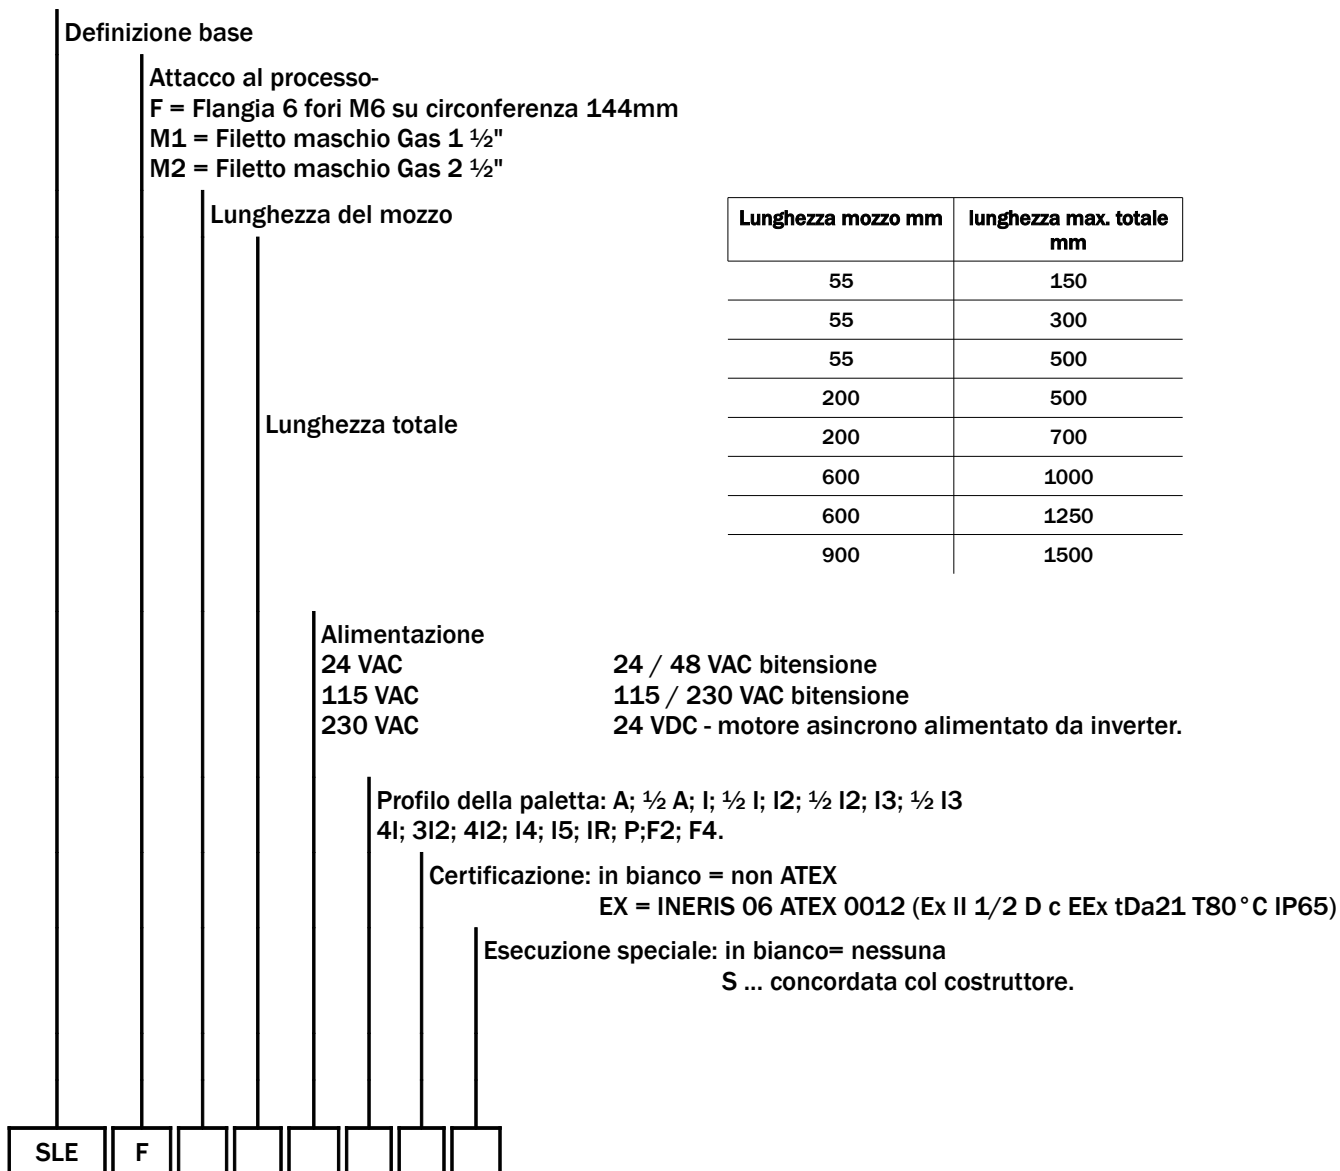 Definizione base
Attacco al processo-
F = Flangia 6 fori M6 su circonferenza 144mm
M1 = Filetto maschio Gas 1 ½"
M2 = Filetto maschio Gas 2 ½"
Lunghezza del mozzo
Lunghezza mozzo mm lunghezza max. totale
mm
55 150
55 300
55 500
200 500
200 700
600 1000
600 1250
900 1500
Lunghezza totale
Alimentazione
24 VAC 24 / 48 VAC bitensione
115 VAC 115 / 230 VAC bitensione
230 VAC 24 VDC - motore asincrono alimentato da inverter.
Profilo della paletta: A; ½ A; I; ½ I; I2; ½ I2; I3; ½ I3
4I; 3I2; 4I2; I4; I5; IR; P;F2; F4.
Certificazione: in bianco = non ATEX
EX = INERIS 06 ATEX 0012 (Ex II 1/2 D c EEx tDa21 T80°C IP65)
Esecuzione speciale: in bianco= nessuna
S ... concordata col costruttore.
SLE F